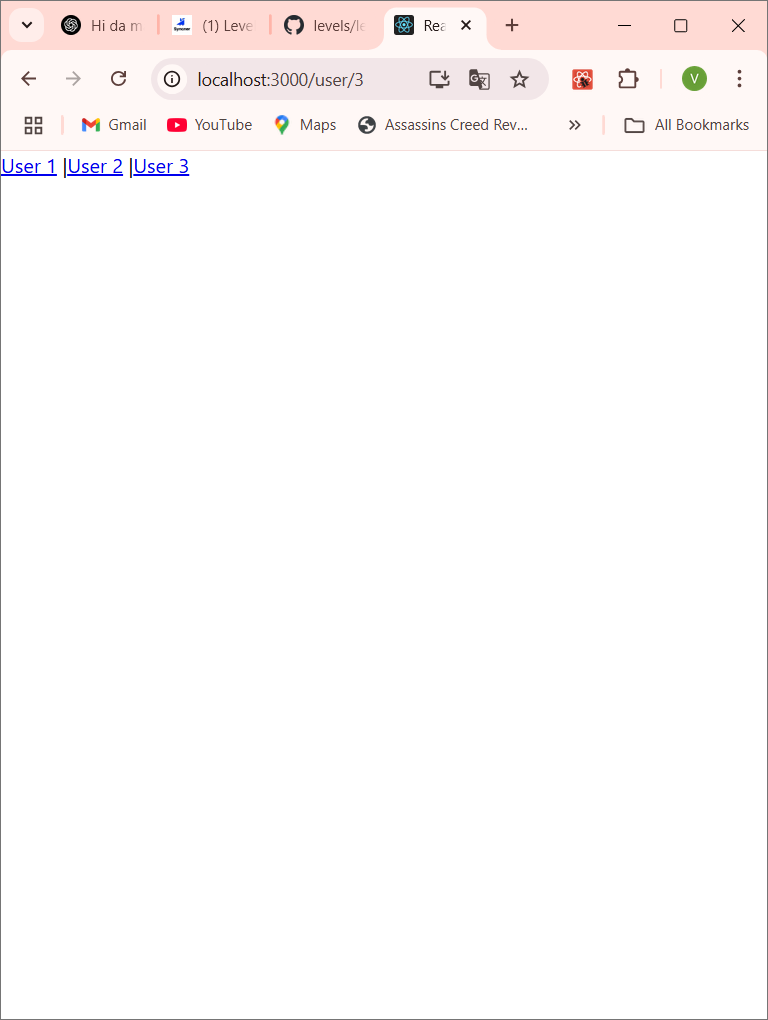 Hi da m
(1) Leve
levels/le
Rea
localhost:3000/user/3
V
Gmail
YouTube
Maps
Assassins Creed Rev...
All Bookmarks
User 1 |User 2 |User 3